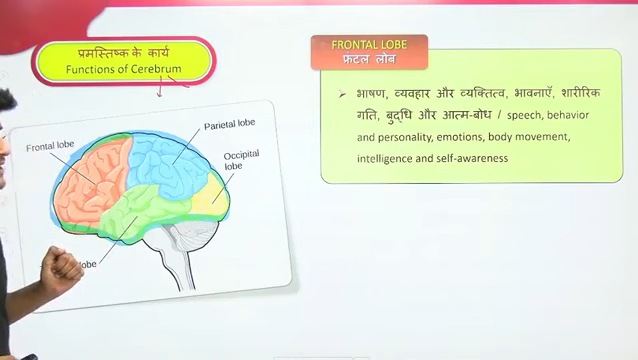 प्रमस्तिष्क के कार्य
Functions of Cerebrum
FRONTAL LOBE
फ्रंटल लोब
भाषण, व्यवहार और व्यक्तित्व, भावनाएँ, शारीरिक
गति, बुद्धि और आत्म-बोध / speech, behavior
and personality, emotions, body movement,
intelligence and self-awareness
Frontal lobe
Parietal lobe
Occipital
lobe
lobe